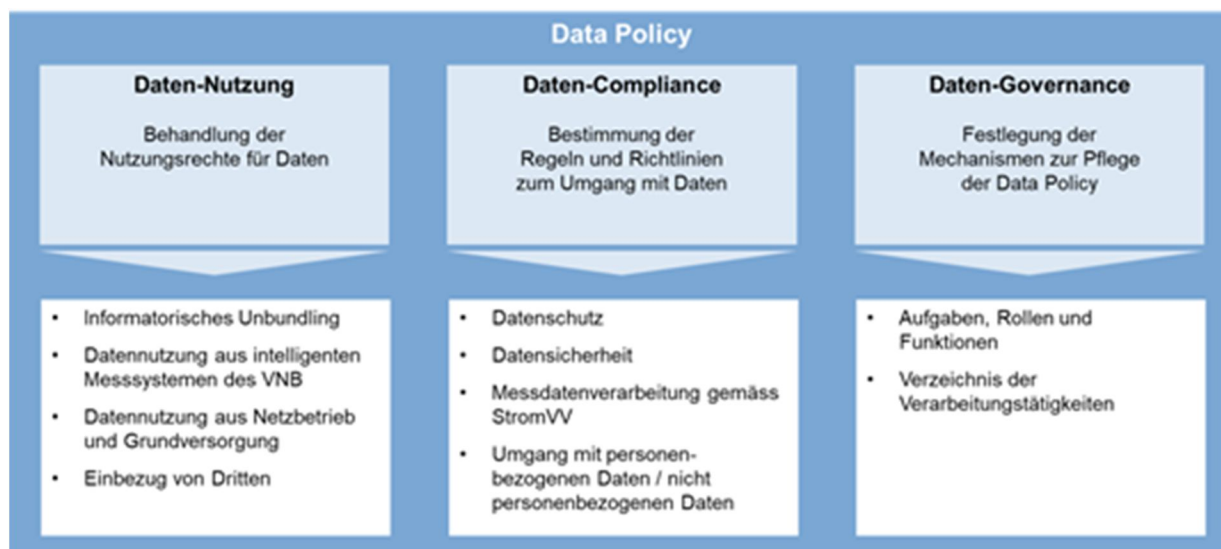 Data Policy
Daten-Nutzung
Behandlung der
Nutzungsrechte für Daten
• Informatorisches Unbundling
• Datennutzung aus intelligenten
Messsystemen des VNB
• Datennutzung aus Netzbetrieb
und Grundversorgung
• Einbezug von Dritten
Daten-Compliance
Bestimmung der
Regeln und Richtlinien
zum Umgang mit Daten
• Datenschutz
• Datensicherheit
• Messdatenverarbeitung gemäss
StromVV
• Umgang mit personen-
bezogenen Daten / nicht
personenbezogenen Daten
Daten-Governance
Festlegung der
Mechanismen zur Pflege
der Data Policy
• Aufgaben, Rollen und
Funktionen
• Verzeichnis der
Verarbeitungstätigkeiten